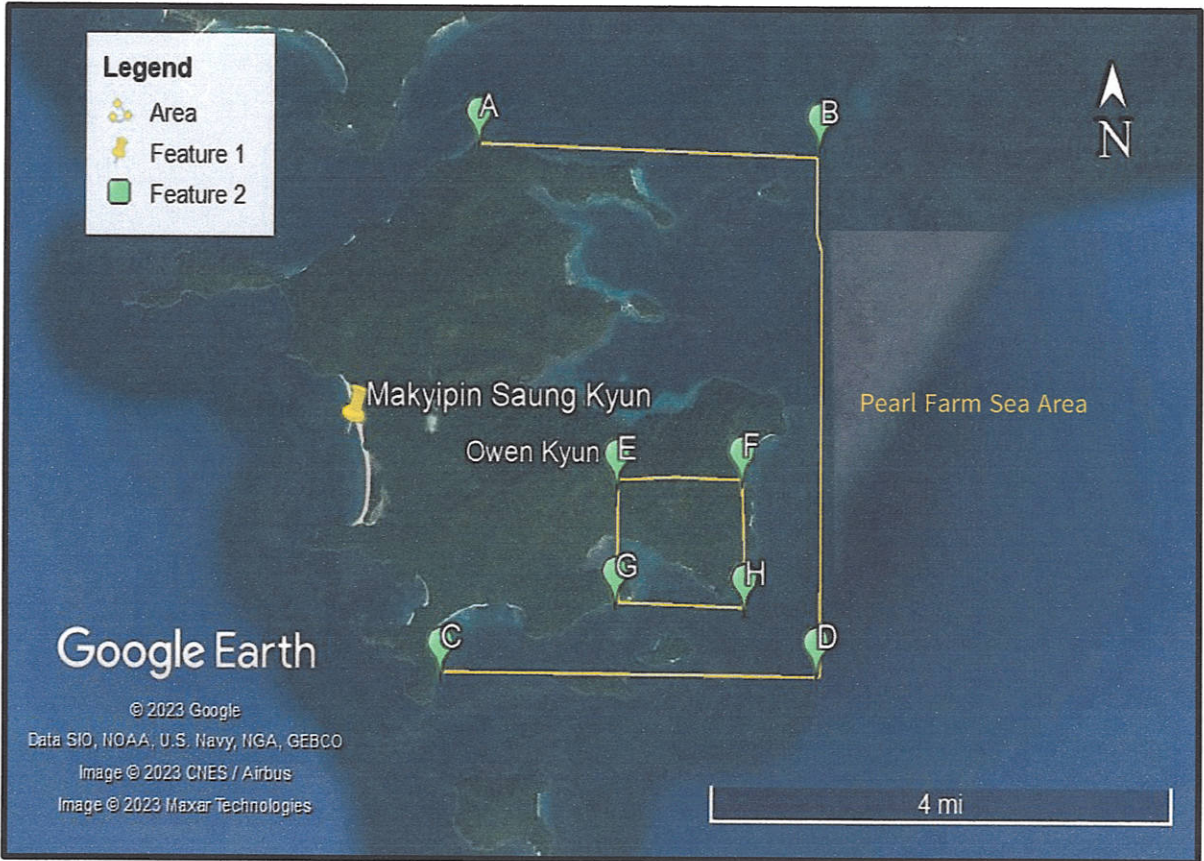 Legend
Area
Feature 1
Feature 2
A
B
N
Makyipin Saung Kyun
Pearl Farm Sea Area
Owen Kyun
E
F
G
H
C
D
Google Earth
© 2023 Google
Data SIO, NOAA, U.S. Navy, NGA, GEBCO
Image © 2023 CNES / Airbus
Image © 2023 Maxar Technologies
4 mi